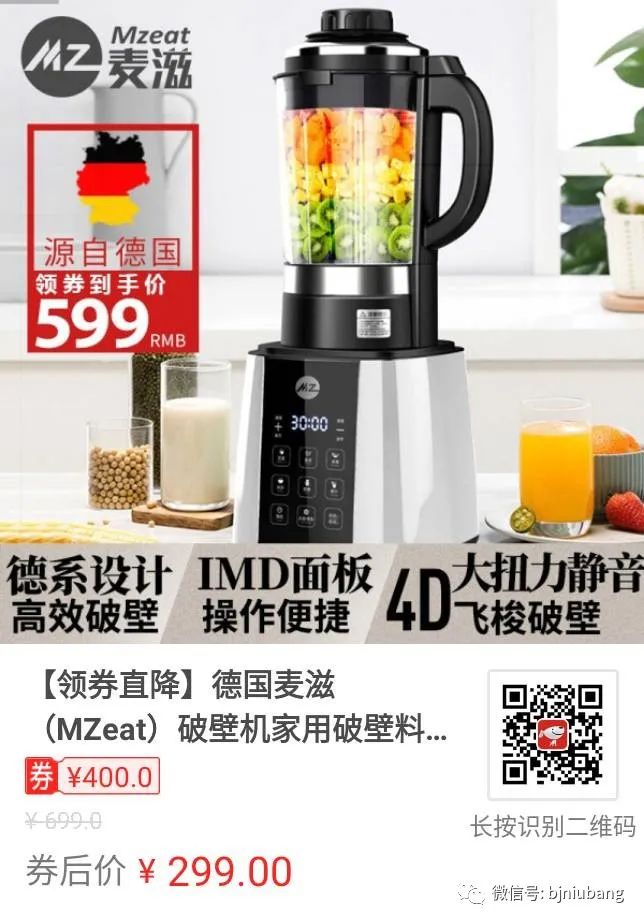 MZ
Mzeat
麦滋
源自德国
领券到手价
599RMB
MZ
30:00
德系设计
高效破壁
IMD面板
操作便捷
4D
大扭力静音
飞梭破壁
【领券直降】德国麦滋
（MZeat）破壁机家用破壁料...
券 ¥400.0
¥ 699.0
券后价 ¥ 299.00
长按识别二维码
微信号: bjniubang